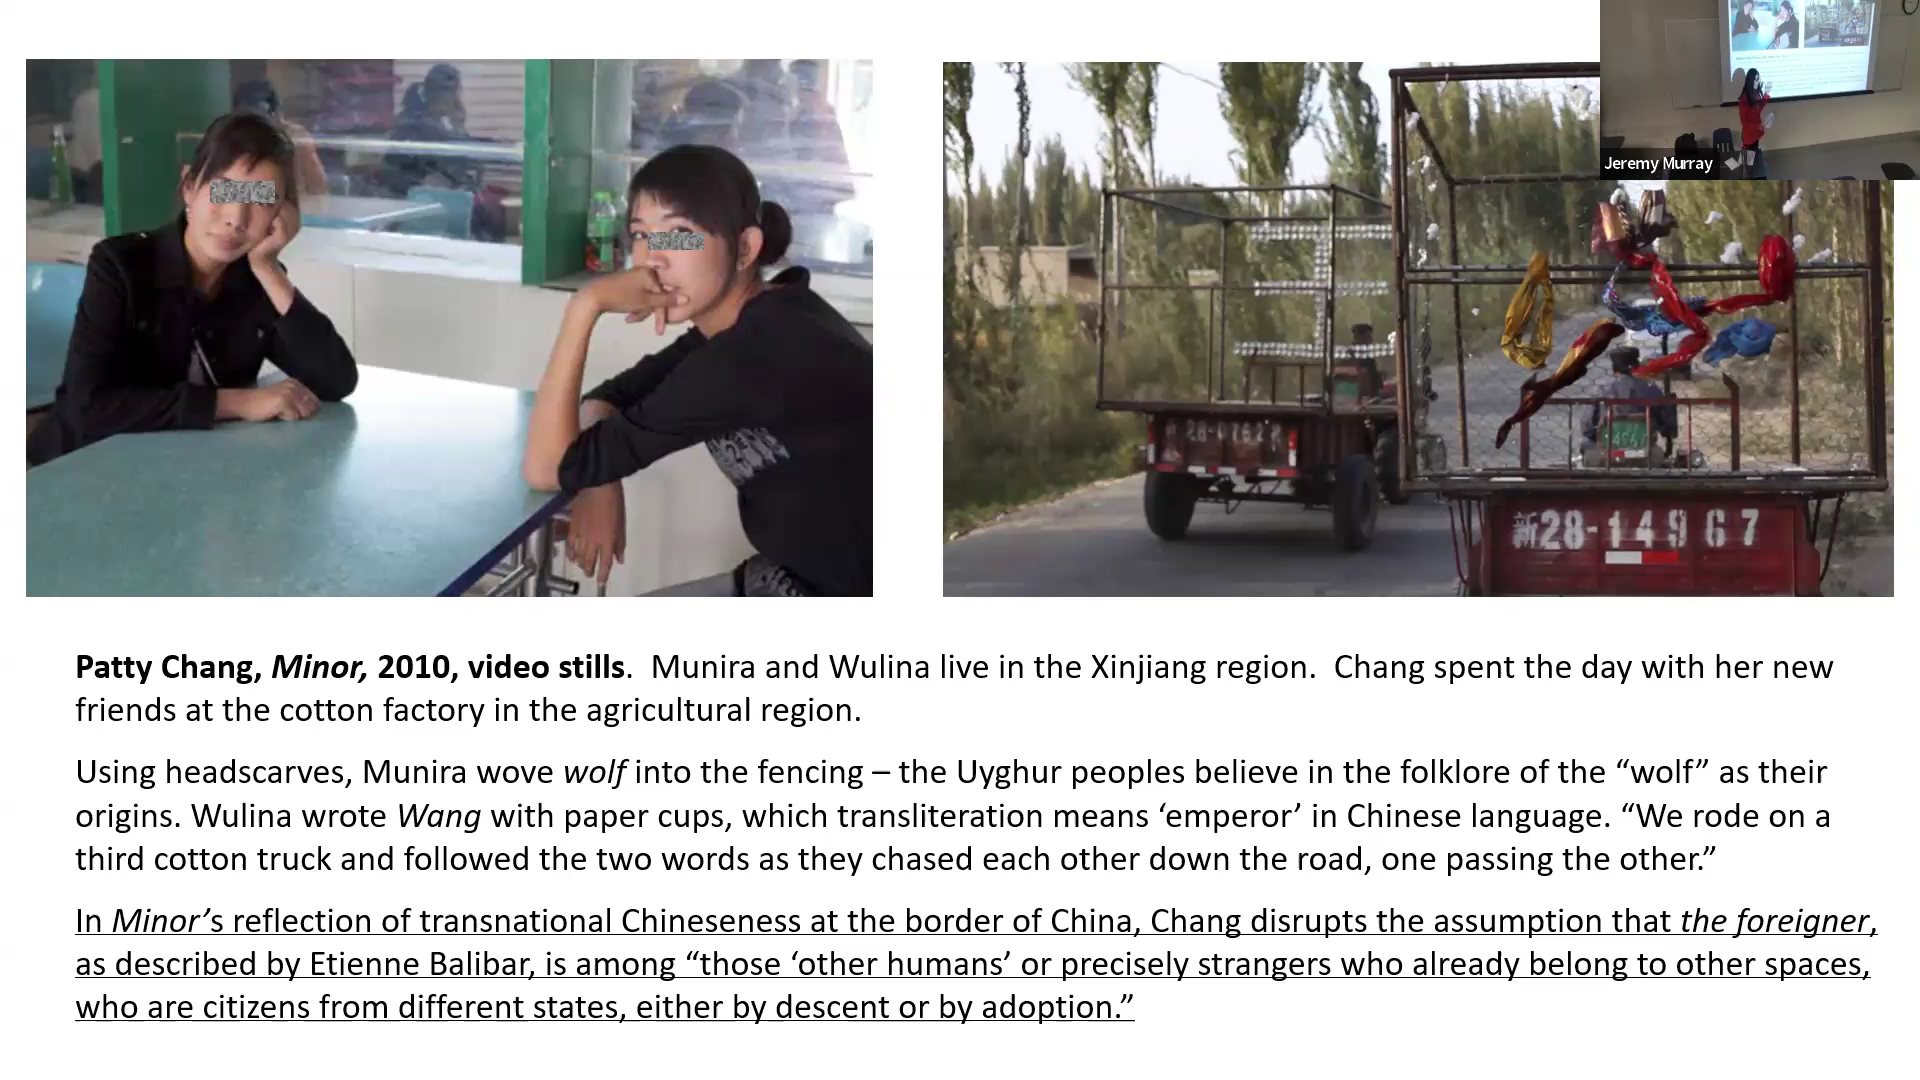 Jeremy Murray
新28-14967
Patty Chang, Minor, 2010, video stills.  Munira and Wulina live in the Xinjiang region.  Chang spent the day with her new
friends at the cotton factory in the agricultural region.
Using headscarves, Munira wove wolf into the fencing – the Uyghur peoples believe in the folklore of the “wolf” as their
origins. Wulina wrote Wang with paper cups, which transliteration means ‘emperor’ in Chinese language. “We rode on a
third cotton truck and followed the two words as they chased each other down the road, one passing the other.”
In Minor’s reflection of transnational Chineseness at the border of China, Chang disrupts the assumption that the foreigner,
as described by Etienne Balibar, is among “those ‘other humans’ or precisely strangers who already belong to other spaces,
who are citizens from different states, either by descent or by adoption.”